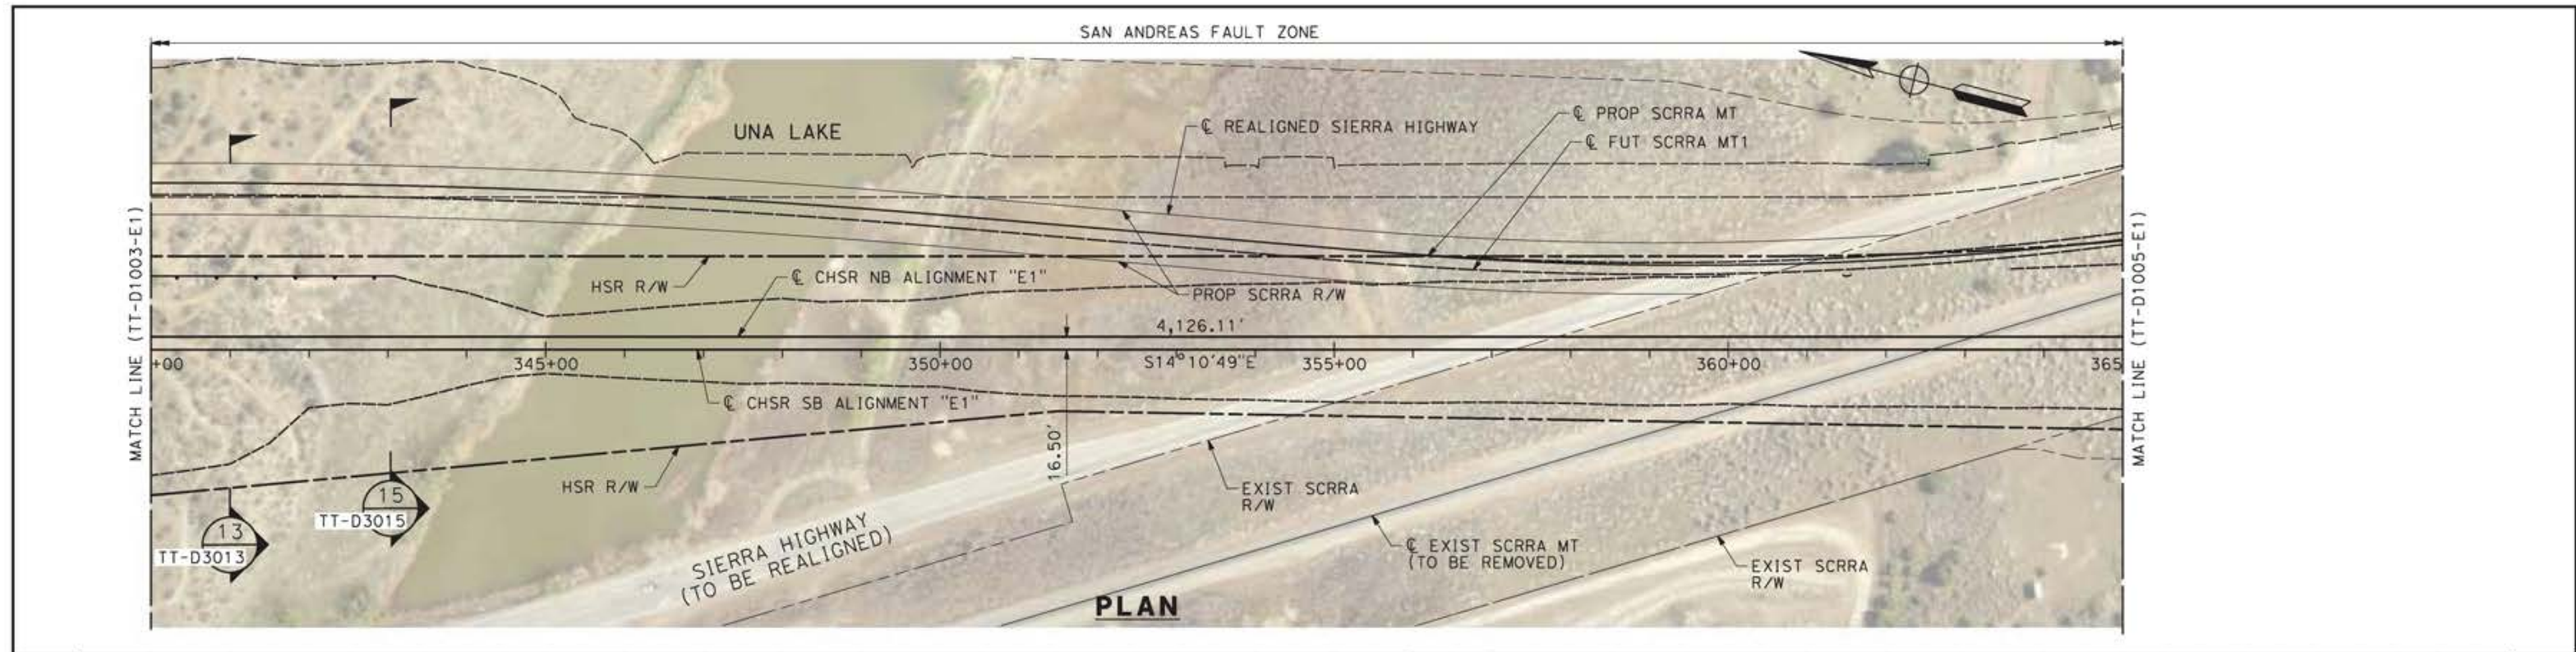 SAN ANDREAS FAULT ZONE
UNA LAKE
℄ REALIGNED SIERRA HIGHWAY
℄ PROP SCRRA MT
℄ FUT SCRRA MT1
MATCH LINE (TT-D1003-E1)
MATCH LINE (TT-D1005-E1)
HSR R/W
℄ CHSR NB ALIGNMENT "E1"
PROP SCRRA R/W
4,126.11'
+00
345+00
350+00
S14°10'49"E
355+00
360+00
365
℄ CHSR SB ALIGNMENT "E1"
16.50'
HSR R/W
EXIST SCRRA
R/W
15
TT-D3015
13
TT-D3013
SIERRA HIGHWAY
(TO BE REALIGNED)
℄ EXIST SCRRA MT
(TO BE REMOVED)
EXIST SCRRA
R/W
PLAN